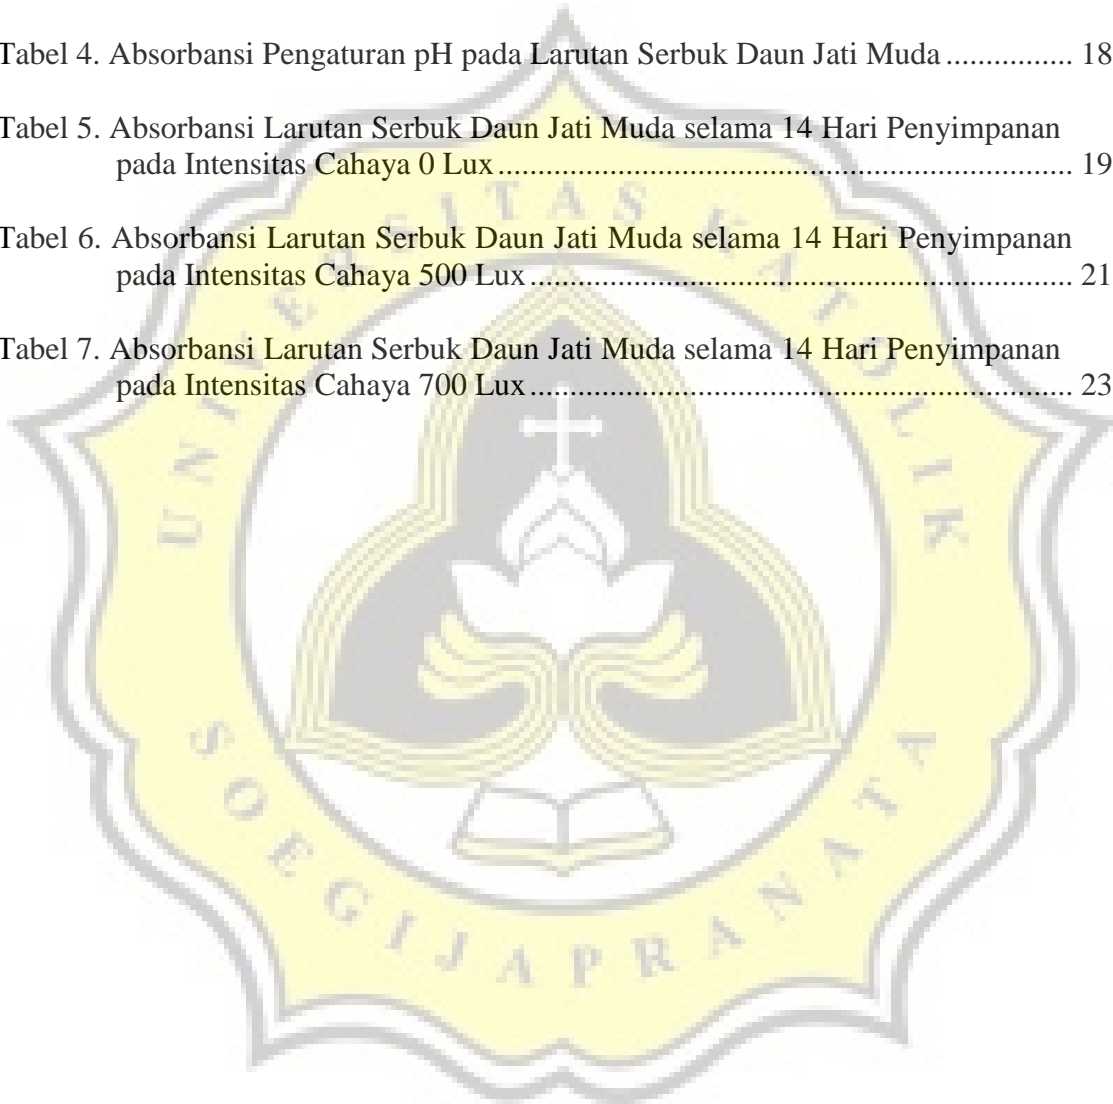 Tabel 4. Absorbansi Pengaturan pH pada Larutan Serbuk Daun Jati Muda ................ 18
Tabel 5. Absorbansi Larutan Serbuk Daun Jati Muda selama 14 Hari Penyimpanan
pada Intensitas Cahaya 0 Lux ......................................................................... 19
Tabel 6. Absorbansi Larutan Serbuk Daun Jati Muda selama 14 Hari Penyimpanan
pada Intensitas Cahaya 500 Lux ..................................................................... 21
Tabel 7. Absorbansi Larutan Serbuk Daun Jati Muda selama 14 Hari Penyimpanan
pada Intensitas Cahaya 700 Lux ..................................................................... 23
UNIVERSITAS KATOLIK
SOEGIJAPRANATA